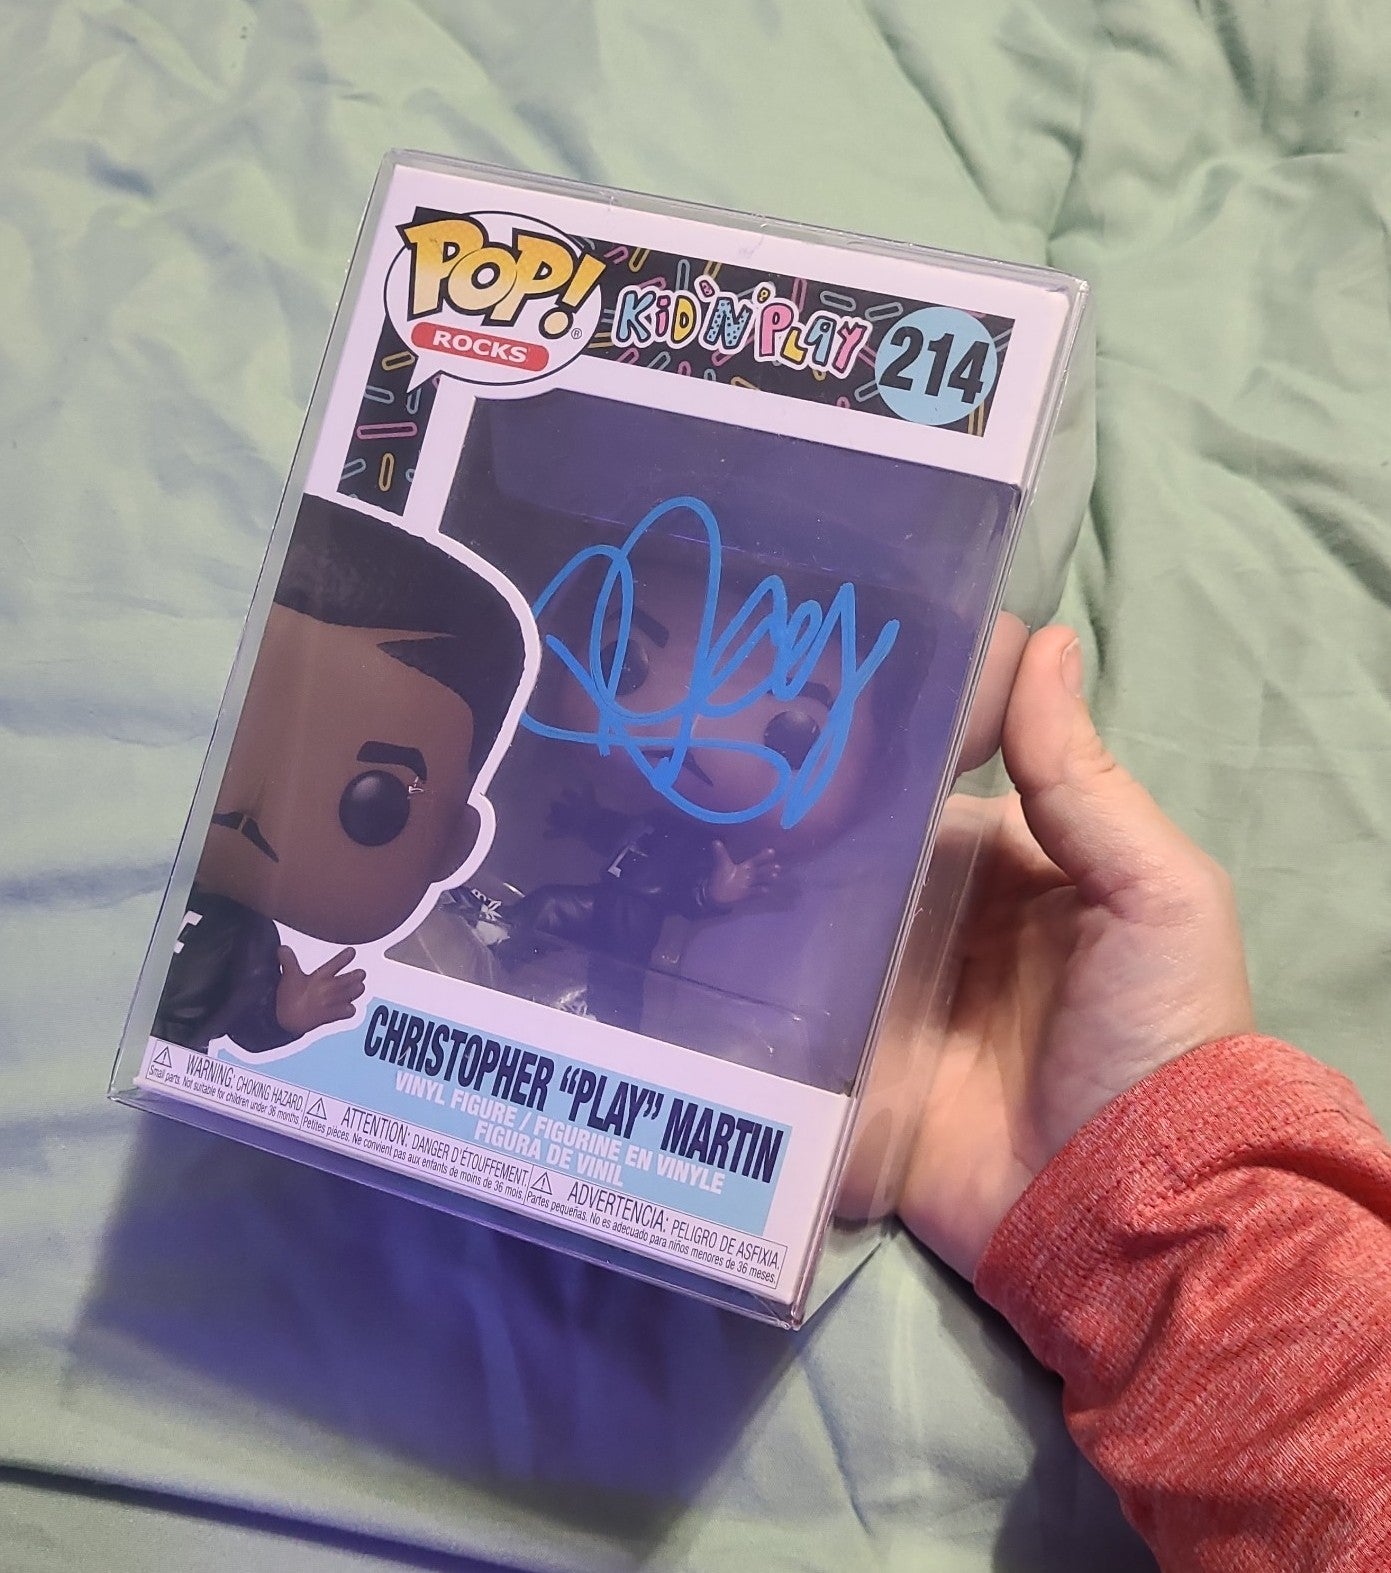 POP!®
ROCKS
KiD 'N' PLAY
214
CHRISTOPHER “PLAY” MARTIN
VINYL FIGURE / FIGURINE EN VINYLE
FIGURA DE VINIL
WARNING: CHOKING HAZARD.
Small parts. Not suitable for children under 36 months.
ATTENTION: DANGER D'ÉTOUFFEMENT.
Petites pièces. Ne convient pas aux enfants de moins de 36 mois.
ADVERTENCIA: PELIGRO DE ASFIXIA.
Partes pequeñas. No es adecuado para niños menores de 36 meses.